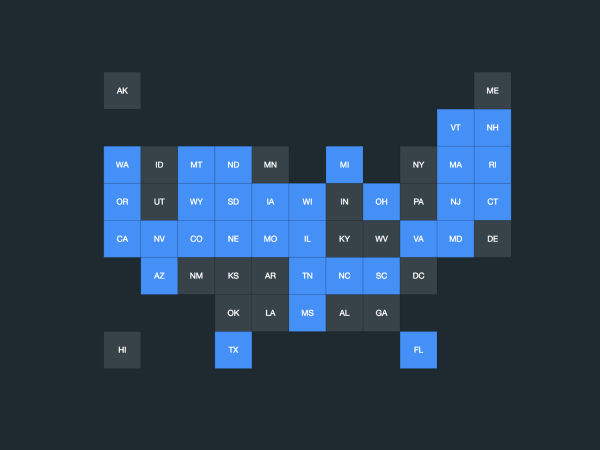 AK ME
VT NH
WA ID MT ND MN MI NY MA RI
OR UT WY SD IA WI IN OH PA NJ CT
CA NV CO NE MO IL KY WV VA MD DE
AZ NM KS AR TN NC SC DC
OK LA MS AL GA
HI TX FL